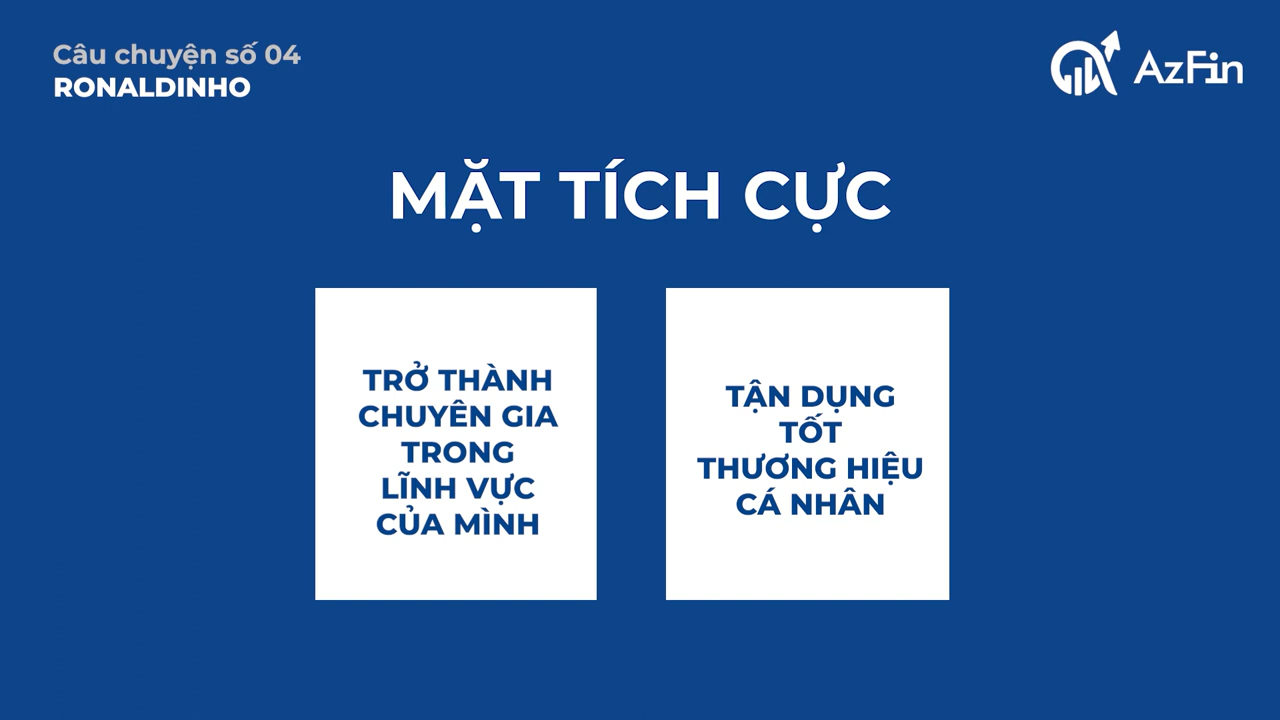 Câu chuyện số 04
RONALDINHO
AzFin
MẶT TÍCH CỰC
TRỞ THÀNH
CHUYÊN GIA
TRONG
LĨNH VỰC
CỦA MÌNH
TẬN DỤNG
TỐT
THƯƠNG HIỆU
CÁ NHÂN